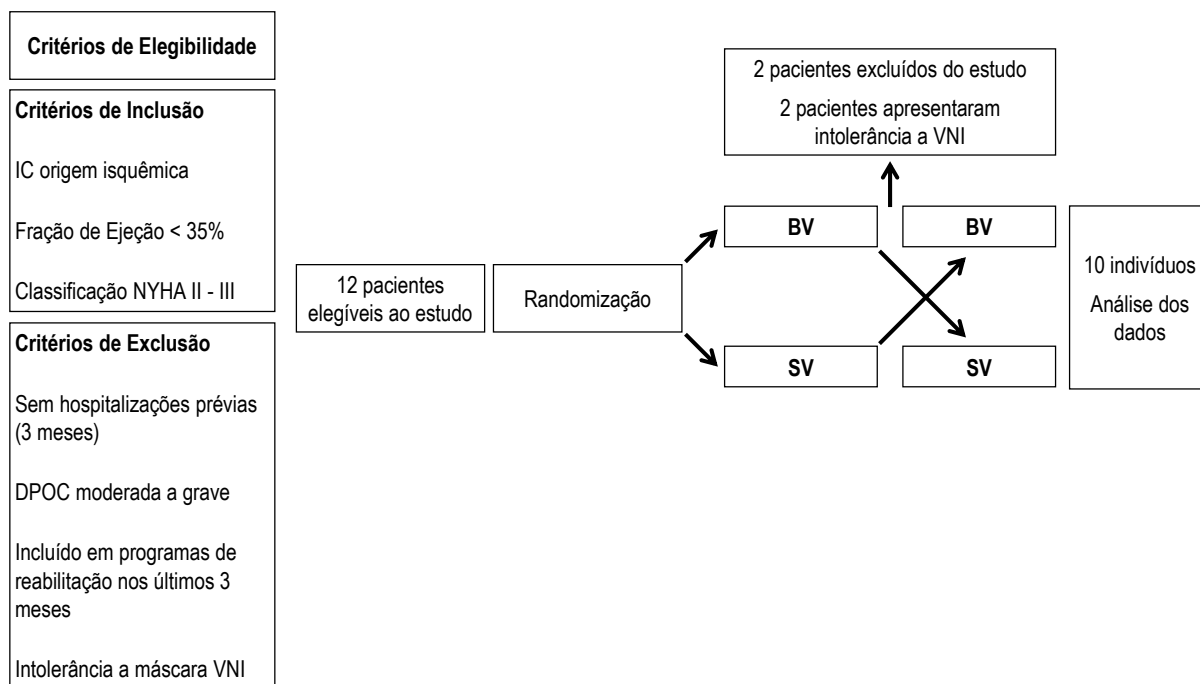 Critérios de Elegibilidade
Critérios de Inclusão
IC origem isquêmica
Fração de Ejeção < 35%
Classificação NYHA II - III
Critérios de Exclusão
Sem hospitalizações prévias
(3 meses)
DPOC moderada a grave
Incluído em programas de
reabilitação nos últimos 3
meses
Intolerância a máscara VNI
12 pacientes
elegíveis ao estudo
Randomização
2 pacientes excluídos do estudo
2 pacientes apresentaram
intolerância a VNI
BV
BV
SV
SV
10 indivíduos
Análise dos
dados